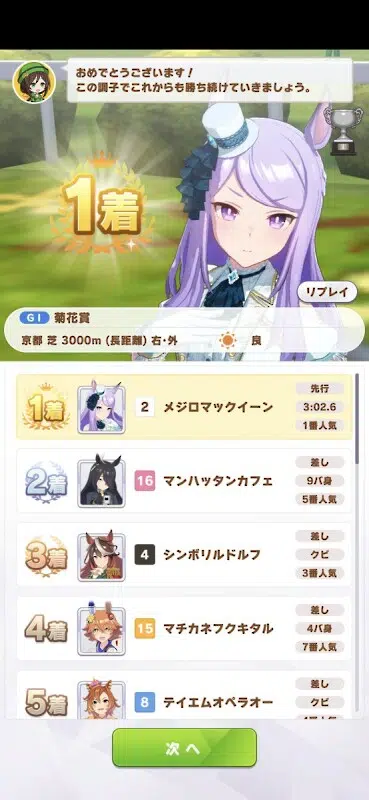 おめでとうございます！
この調子でこれからも勝ち続けていきましょう。
1着
リプレイ
GI 菊花賞
京都 芝 3000m (長距離) 右・外 良
1着 2 メジロマックイーン 先行 3:02.6 1番人気
2着 16 マンハッタンカフェ 差し 9バ身 5番人気
3着 4 シンボリルドルフ 差し クビ 3番人気
4着 15 マチカネフクキタル 差し 4バ身 7番人気
5着 8 テイエムオペラオー 差し クビ
次へ